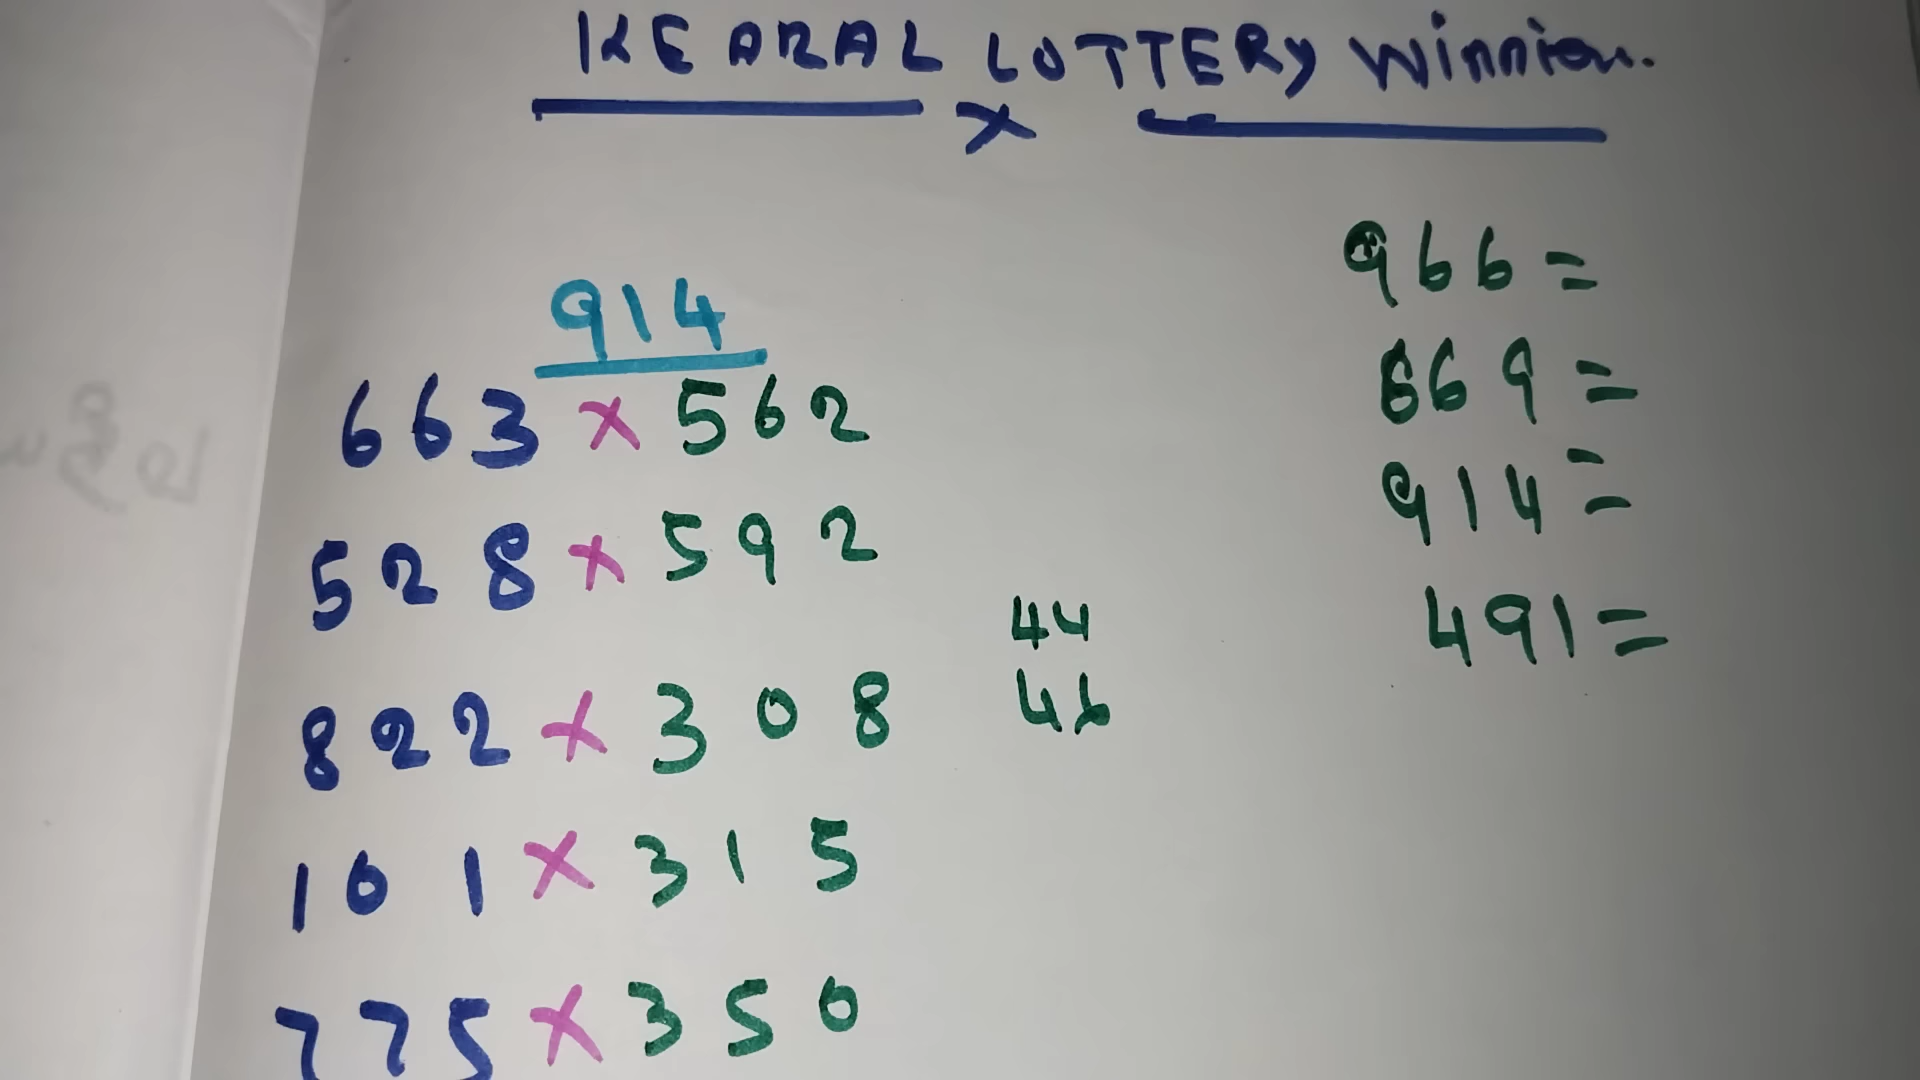 KEARAL LOTTERY Winnion.
x
914
663 x 562
528 x 592
822 x 308
101 x 315
775 x 350
44
46
966 =
669 =
914 =
491 =